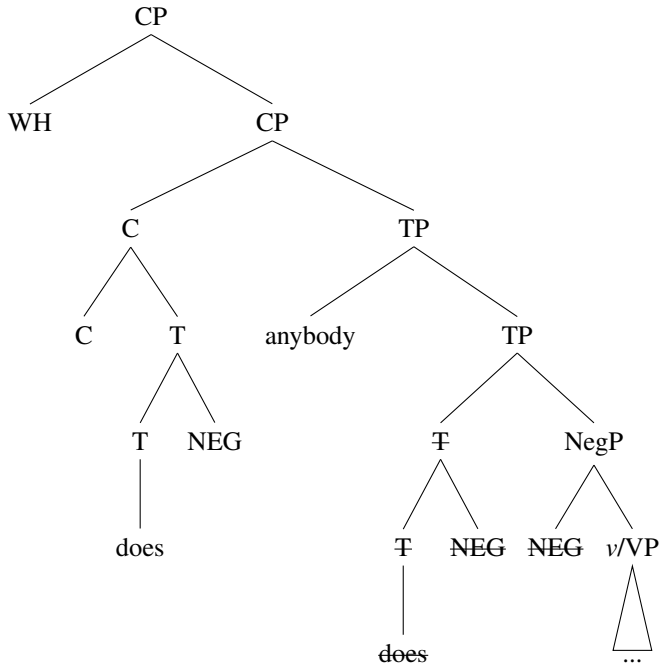 CP
WH CP
C TP
C T anybody TP
T NEG T NegP
does T NEG NEG v/VP
does ...